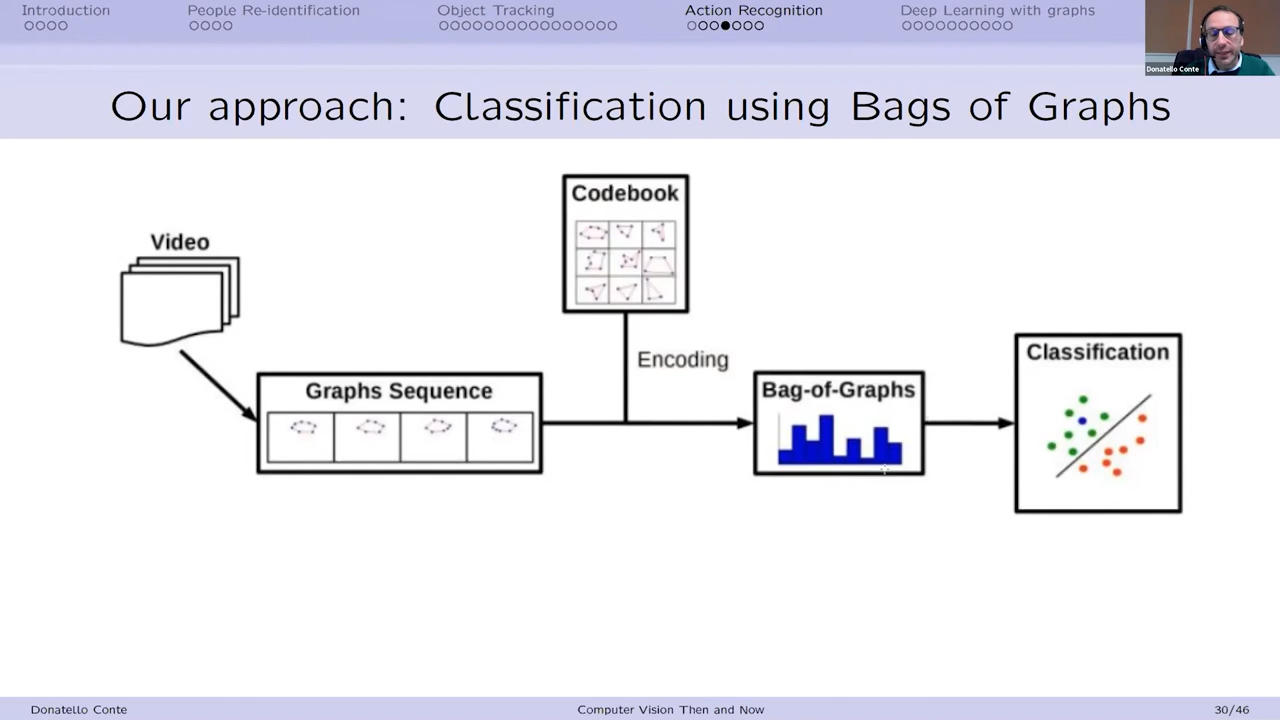 Introduction
People Re-identification
Object Tracking
Action Recognition
Deep Learning with graphs
Donatello Conte
Our approach: Classification using Bags of Graphs
Codebook
Video
Encoding
Graphs Sequence
Bag-of-Graphs
Classification
Donatello Conte
Computer Vision Then and Now
30/46